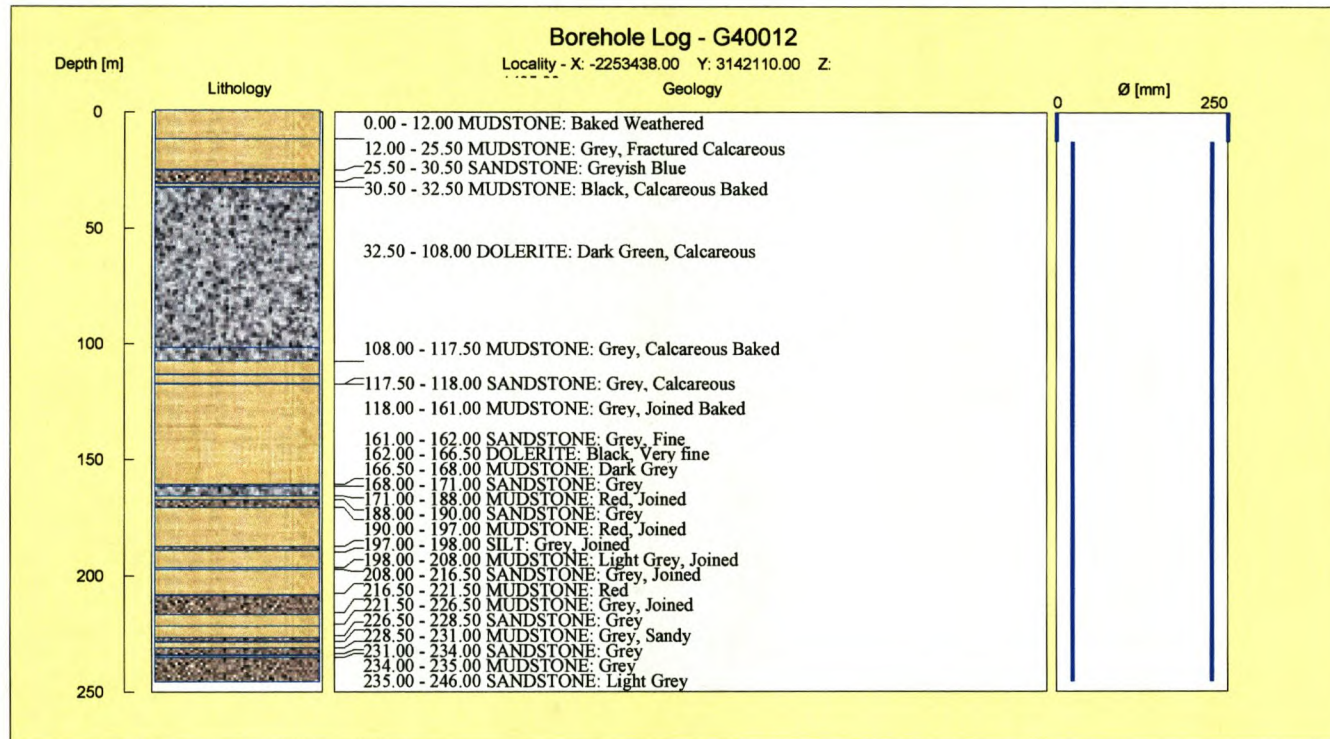 Borehole Log - G40012
Depth [m]
Locality - X: -2253438.00 Y: 3142110.00 Z:
Lithology
Geology
Ø [mm]
0
250
0
50
100
150
200
250
0.00 - 12.00 MUDSTONE: Baked Weathered
12.00 - 25.50 MUDSTONE: Grey, Fractured Calcareous
25.50 - 30.50 SANDSTONE: Greyish Blue
30.50 - 32.50 MUDSTONE: Black, Calcareous Baked
32.50 - 108.00 DOLERITE: Dark Green, Calcareous
108.00 - 117.50 MUDSTONE: Grey, Calcareous Baked
117.50 - 118.00 SANDSTONE: Grey, Calcareous
118.00 - 161.00 MUDSTONE: Grey, Joined Baked
161.00 - 162.00 SANDSTONE: Grey, Fine
162.00 - 166.50 DOLERITE: Black, Very fine
166.50 - 168.00 MUDSTONE: Dark Grey
168.00 - 171.00 SANDSTONE: Grey
171.00 - 188.00 MUDSTONE: Red, Joined
188.00 - 190.00 SANDSTONE: Grey
190.00 - 197.00 MUDSTONE: Red, Joined
197.00 - 198.00 SILT: Grey, Joined
198.00 - 208.00 MUDSTONE: Light Grey, Joined
208.00 - 216.50 SANDSTONE: Grey, Joined
216.50 - 221.50 MUDSTONE: Red
221.50 - 226.50 MUDSTONE: Grey, Joined
226.50 - 228.50 SANDSTONE: Grey
228.50 - 231.00 MUDSTONE: Grey, Sandy
231.00 - 234.00 SANDSTONE: Grey
234.00 - 235.00 MUDSTONE: Grey
235.00 - 246.00 SANDSTONE: Light Grey